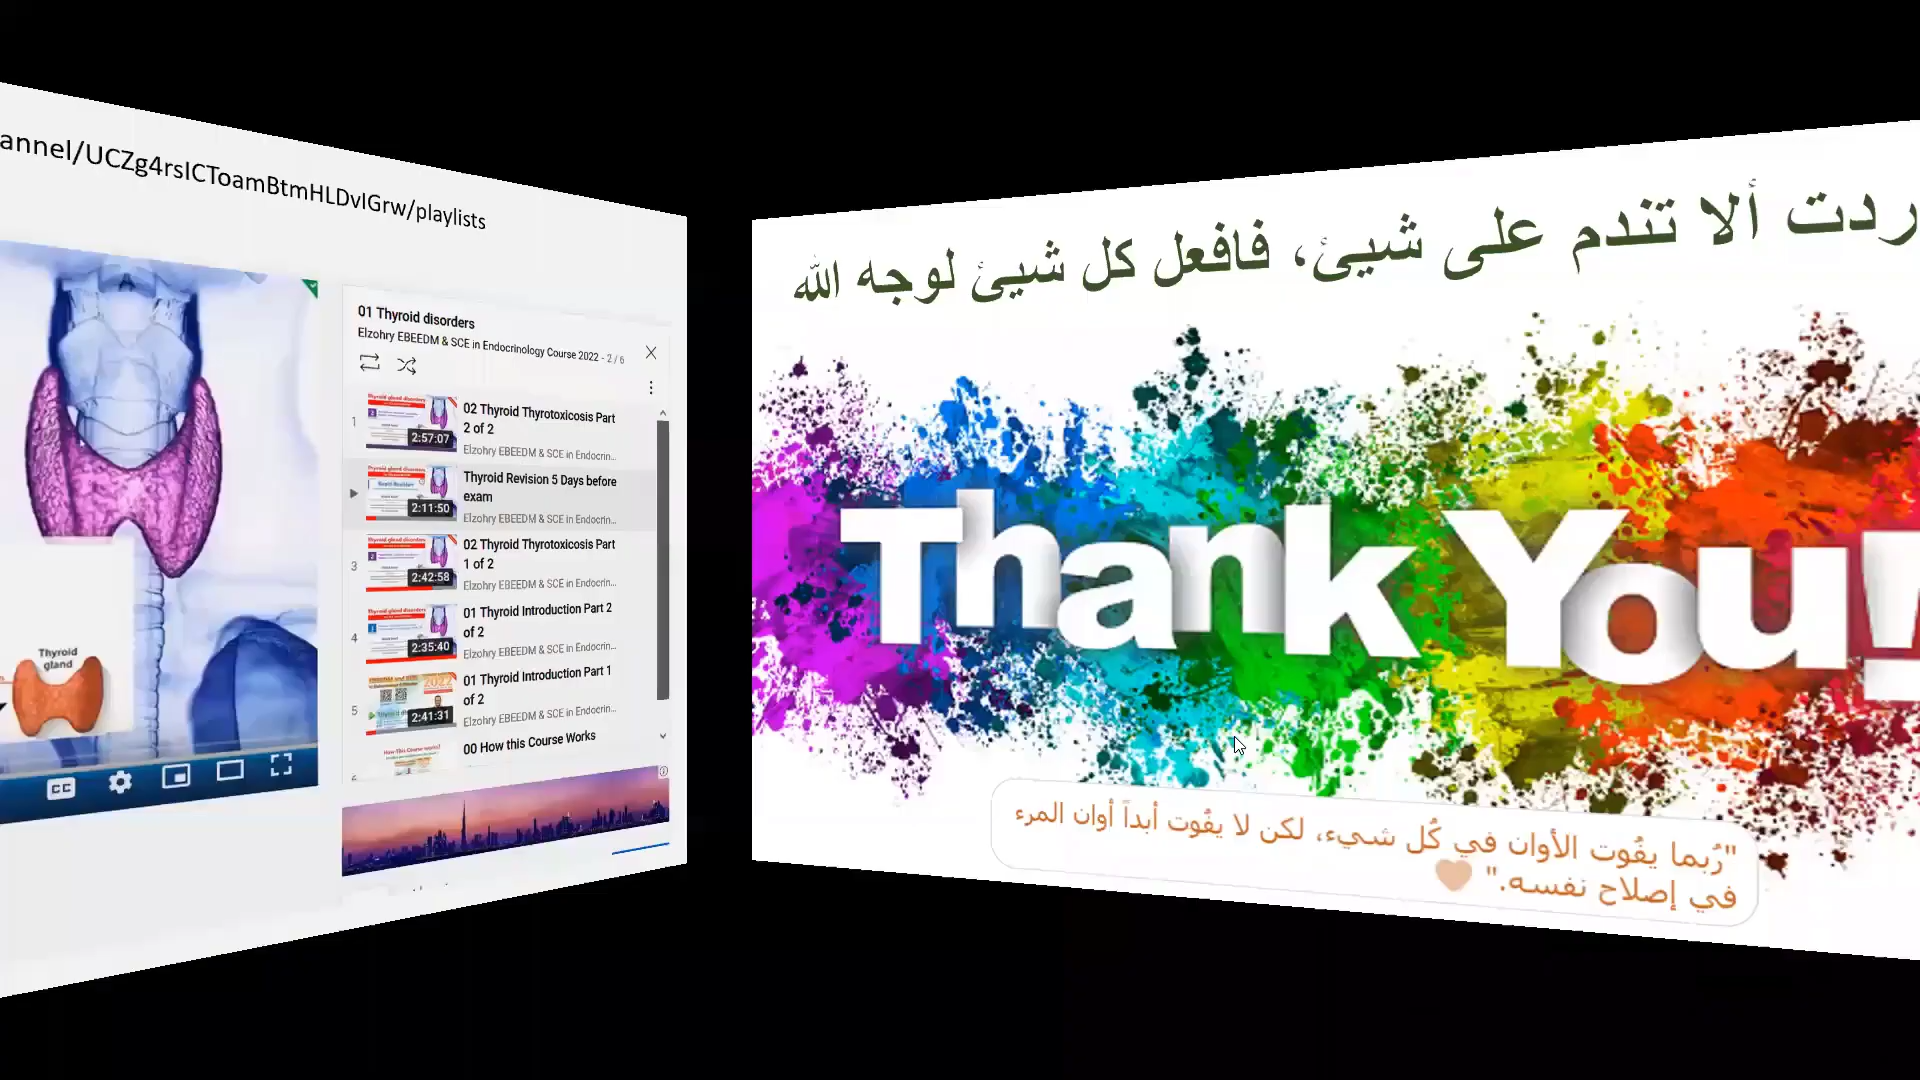 annel/UCZg4rslCToamBtmHLDvlGrw/playlists
Thyroid
gland
01 Thyroid disorders
Elzohry EBEEDM & SCE in Endocrinology Course 2022 - 2 / 6
1
2:57:07
02 Thyroid Thyrotoxicosis Part
2 of 2
Elzohry EBEEDM & SCE in Endocrin...
2:11:50
Thyroid Revision 5 Days before
exam
Elzohry EBEEDM & SCE in Endocrin...
3
2:42:58
02 Thyroid Thyrotoxicosis Part
1 of 2
Elzohry EBEEDM & SCE in Endocrin...
4
2:35:40
01 Thyroid Introduction Part 2
of 2
Elzohry EBEEDM & SCE in Endocrin...
5
2:41:31
01 Thyroid Introduction Part 1
of 2
Elzohry EBEEDM & SCE in Endocrin...
00 How this Course Works
CC
ردت ألا تندم على شيئ، فافعل كل شيئ لوجه الله
Thank You!
"رُبما يفُوت الأوان في كُل شيء، لكن لا يفُوت أبداً أوان المرء
في إصلاح نفسه."